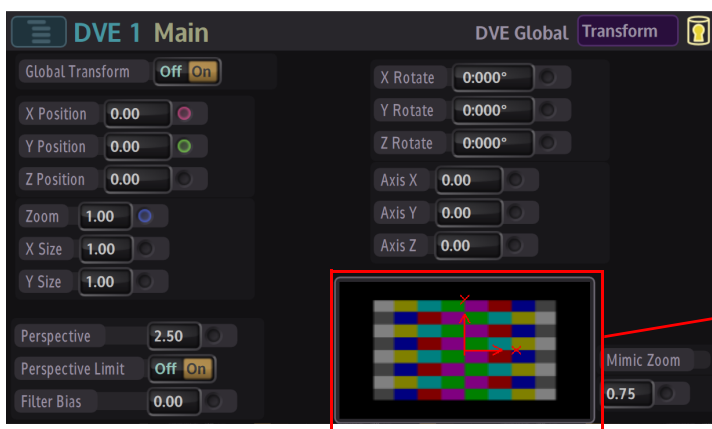 DVE 1 Main DVE Global Transform
Global Transform Off On
X Position 0.00
Y Position 0.00
Z Position 0.00
Zoom 1.00
X Size 1.00
Y Size 1.00
Perspective 2.50
Perspective Limit Off On
Filter Bias 0.00
X Rotate 0:000°
Y Rotate 0:000°
Z Rotate 0:000°
Axis X 0.00
Axis Y 0.00
Axis Z 0.00
X
X
Mimic Zoom
0.75